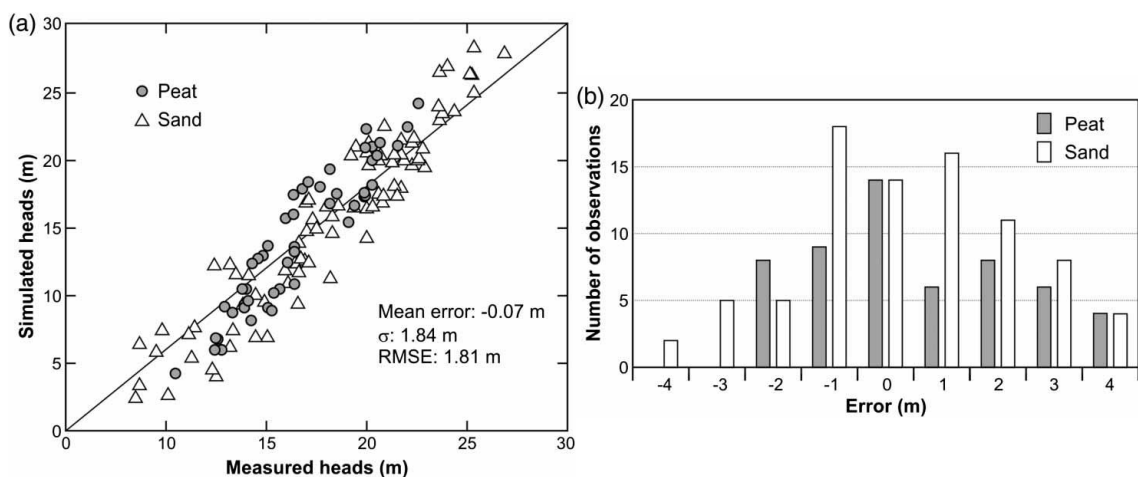 (a)
30
25
20
15
10
5
0
Simulated heads (m)
Peat
Sand
Mean error: -0.07 m
σ: 1.84 m
RMSE: 1.81 m
0 10 15 20 25 30
Measured heads (m)
(b)
20
15
10
5
0
Number of observations
Peat
Sand
-4 -3 -2 -1 0 1 2 3 4
Error (m)